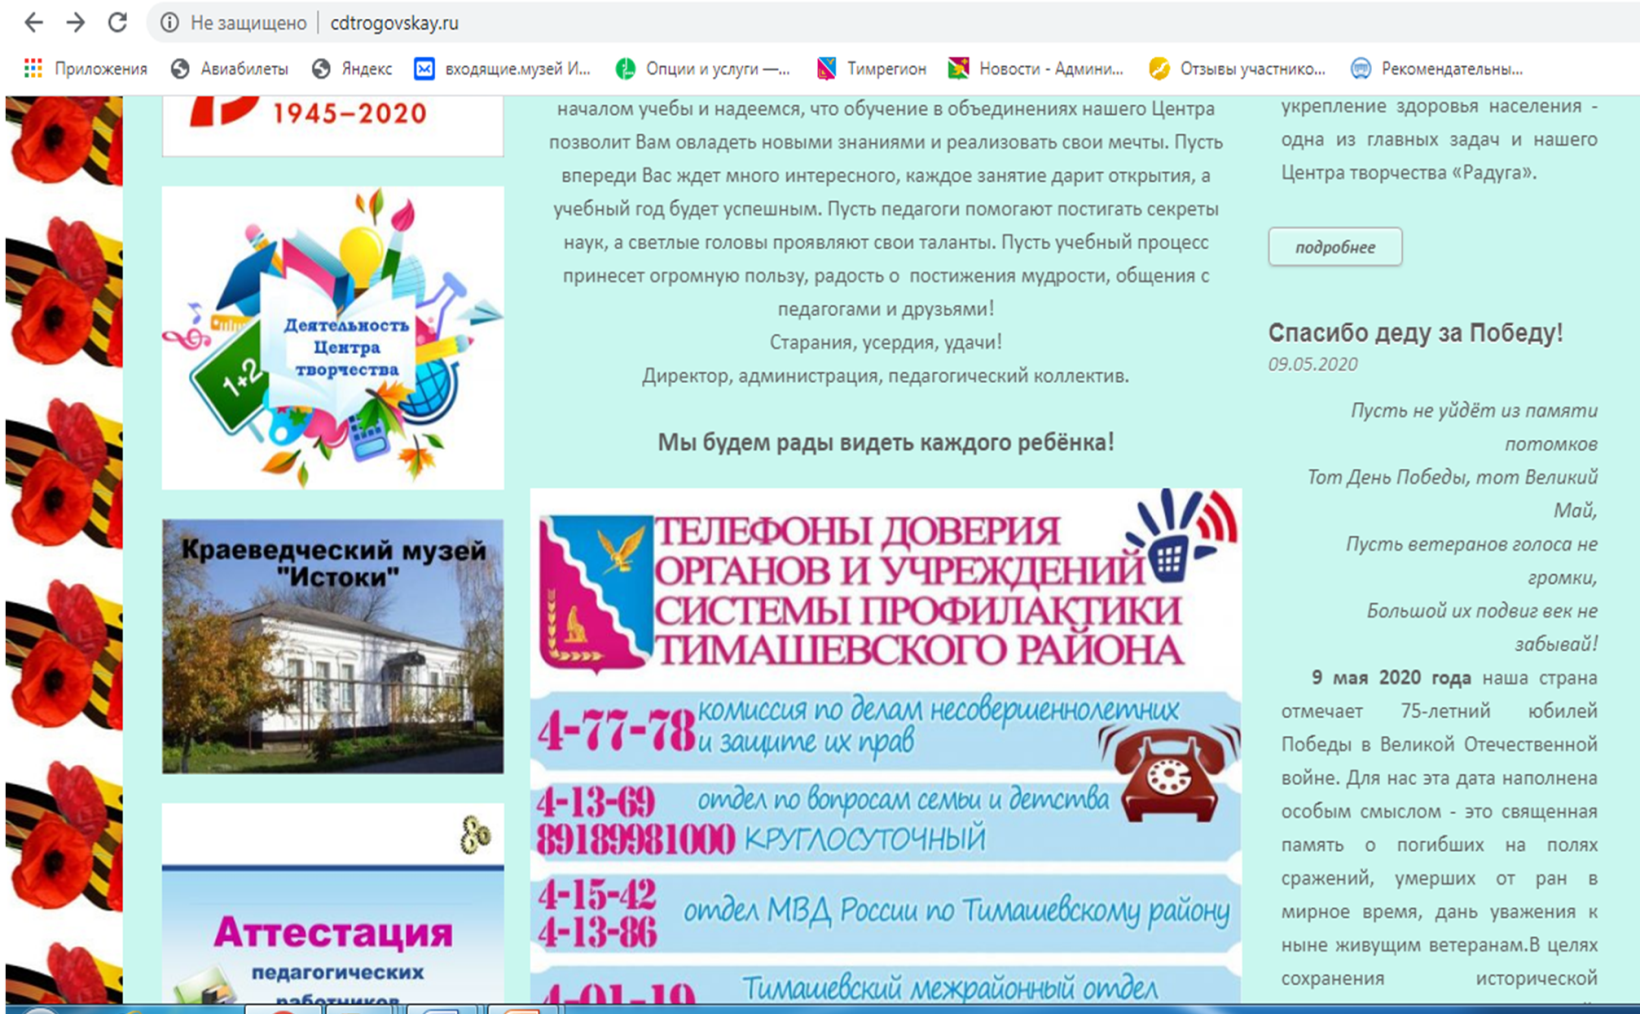 Не защищено cdtrogovskay.ru
Приложения Авиабилеты Яндекс входящие.музей И... Опции и услуги —... Тимрегион Новости - Админи... Отзывы участнико... Рекомендательны...
1945–2020
Деятельность
Центра
творчества
1+2
Краеведческий музей
"Истоки"
Аттестация
педагогических
работников
началом учебы и надеемся, что обучение в объединениях нашего Центра
позволит Вам овладеть новыми знаниями и реализовать свои мечты. Пусть
впереди Вас ждет много интересного, каждое занятие дарит открытия, а
учебный год будет успешным. Пусть педагоги помогают постигать секреты
наук, а светлые головы проявляют свои таланты. Пусть учебный процесс
принесет огромную пользу, радость о постижения мудрости, общения с
педагогами и друзьями!
Старания, усердия, удачи!
Директор, администрация, педагогический коллектив.
Мы будем рады видеть каждого ребёнка!
ТЕЛЕФОНЫ ДОВЕРИЯ
ОРГАНОВ И УЧРЕЖДЕНИЙ
СИСТЕМЫ ПРОФИЛАКТИКИ
ТИМАШЕВСКОГО РАЙОНА
4-77-78 комиссия по делам несовершеннолетних
и защите их прав
4-13-69 отдел по вопросам семьи и детства
89189981000 КРУГЛОСУТОЧНЫЙ
4-15-42
4-13-86 отдел МВД России по Тимашевскому району
4-01-19 Тимашевский межрайонный отдел
укрепление здоровья населения -
одна из главных задач и нашего
Центра творчества «Радуга».
подробнее
Спасибо деду за Победу!
09.05.2020
Пусть не уйдёт из памяти
потомков
Тот День Победы, тот Великий
Май,
Пусть ветеранов голоса не
громки,
Большой их подвиг век не
забывай!
9 мая 2020 года наша страна
отмечает 75-летний юбилей
Победы в Великой Отечественной
войне. Для нас эта дата наполнена
особым смыслом - это священная
память о погибших на полях
сражений, умерших от ран в
мирное время, дань уважения к
ныне живущим ветеранам.В целях
сохранения исторической